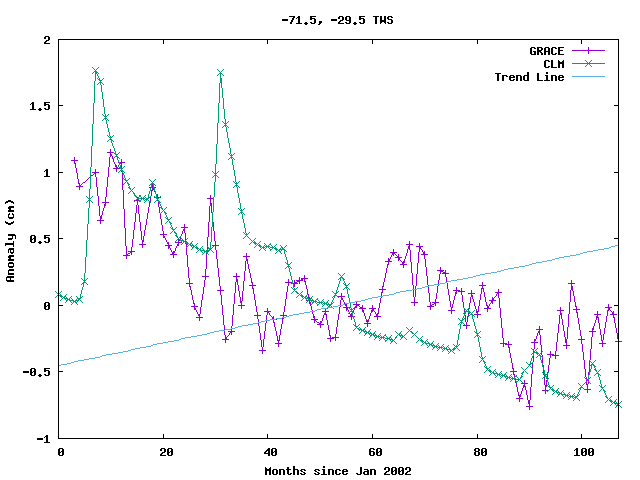 -71.5, -29.5 TWS
GRACE
CLM
Trend Line
2
1.5
1
0.5
0
-0.5
-1
Anomaly (cm)
0 20 40 60 80 100
Months since Jan 2002